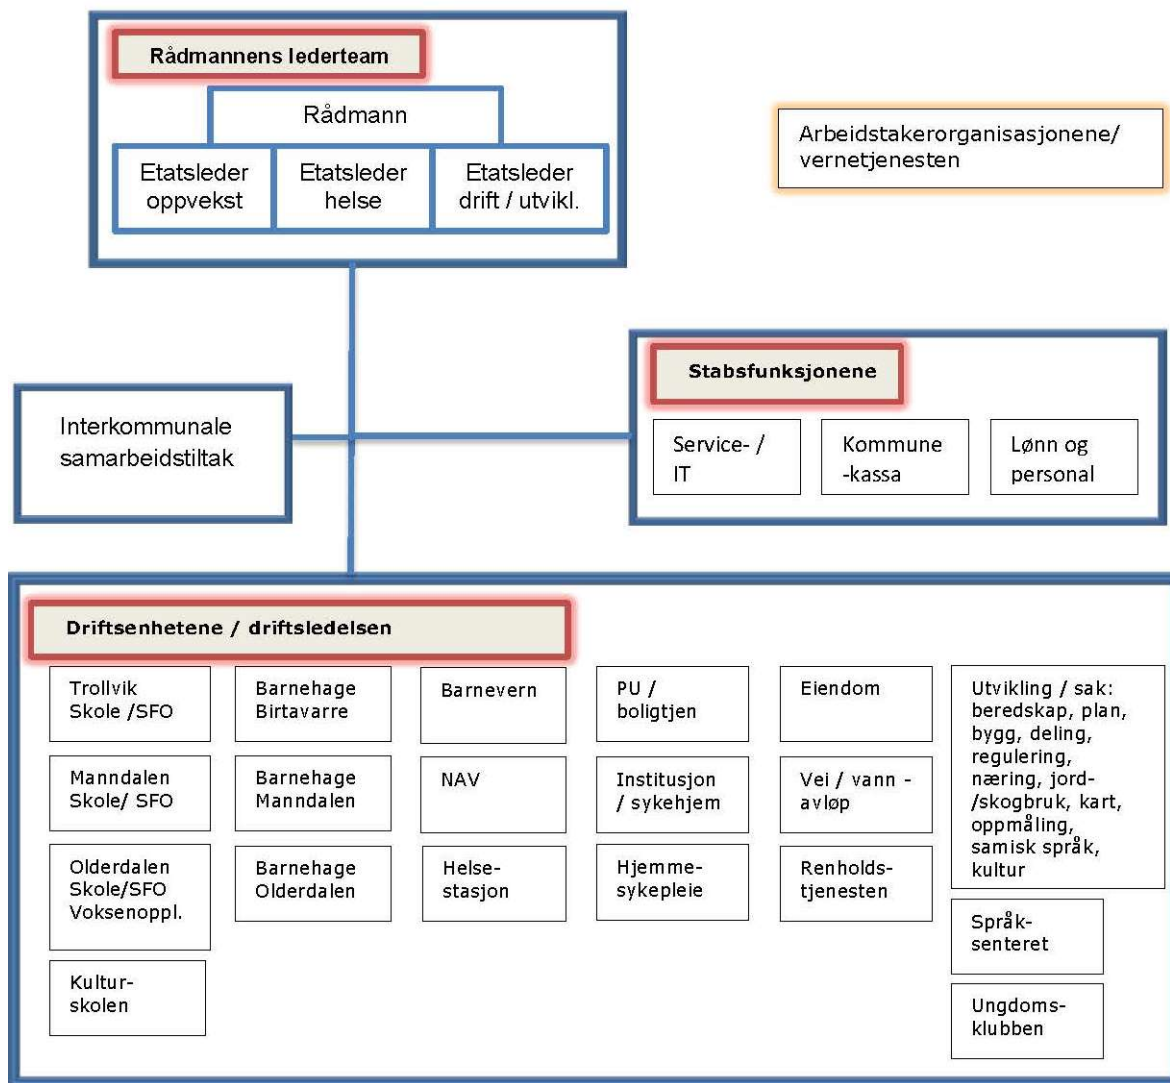 Rådmannens lederteam
Rådmann
Etatsleder
oppvekst
Etatsleder
helse
Etatsleder
drift / utvikl.
Arbeidstakerorganisasjonene/
vernetjenesten
Interkommunale
samarbeidstiltak
Stabsfunksjonene
Service- /
IT
Kommune
-kassa
Lønn og
personal
Driftsenhetene / driftsledelsen
Trollvik
Skole /SFO
Barnehage
Birtavarre
Barnevern
PU /
boligtjen
Eiendom
Utvikling / sak:
beredskap, plan,
bygg, deling,
regulering,
næring, jord-
/skogbruk, kart,
oppmåling,
samisk språk,
kultur
Manndalen
Skole/ SFO
Barnehage
Manndalen
NAV
Institusjon
/ sykehjem
Vei / vann -
avløp
Olderdalen
Skole/SFO
Voksenoppl.
Barnehage
Olderdalen
Helse-
stasjon
Hjemme-
sykepleie
Renholds-
tjenesten
Språk-
senteret
Kultur-
skolen
Ungdoms-
klubben